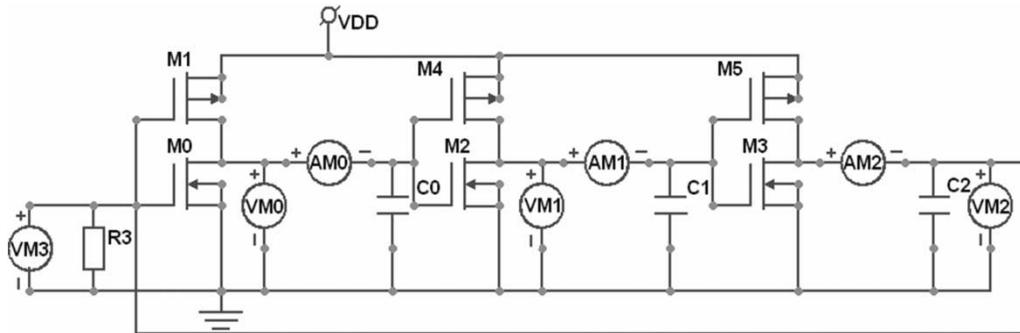 VDD
M1
M4
M5
M0
M2
M3
+
AM0
−
+
AM1
−
+
AM2
−
+
VM3
I
R3
+
VM0
I
C0
+
VM1
I
C1
C2
+
VM2
I